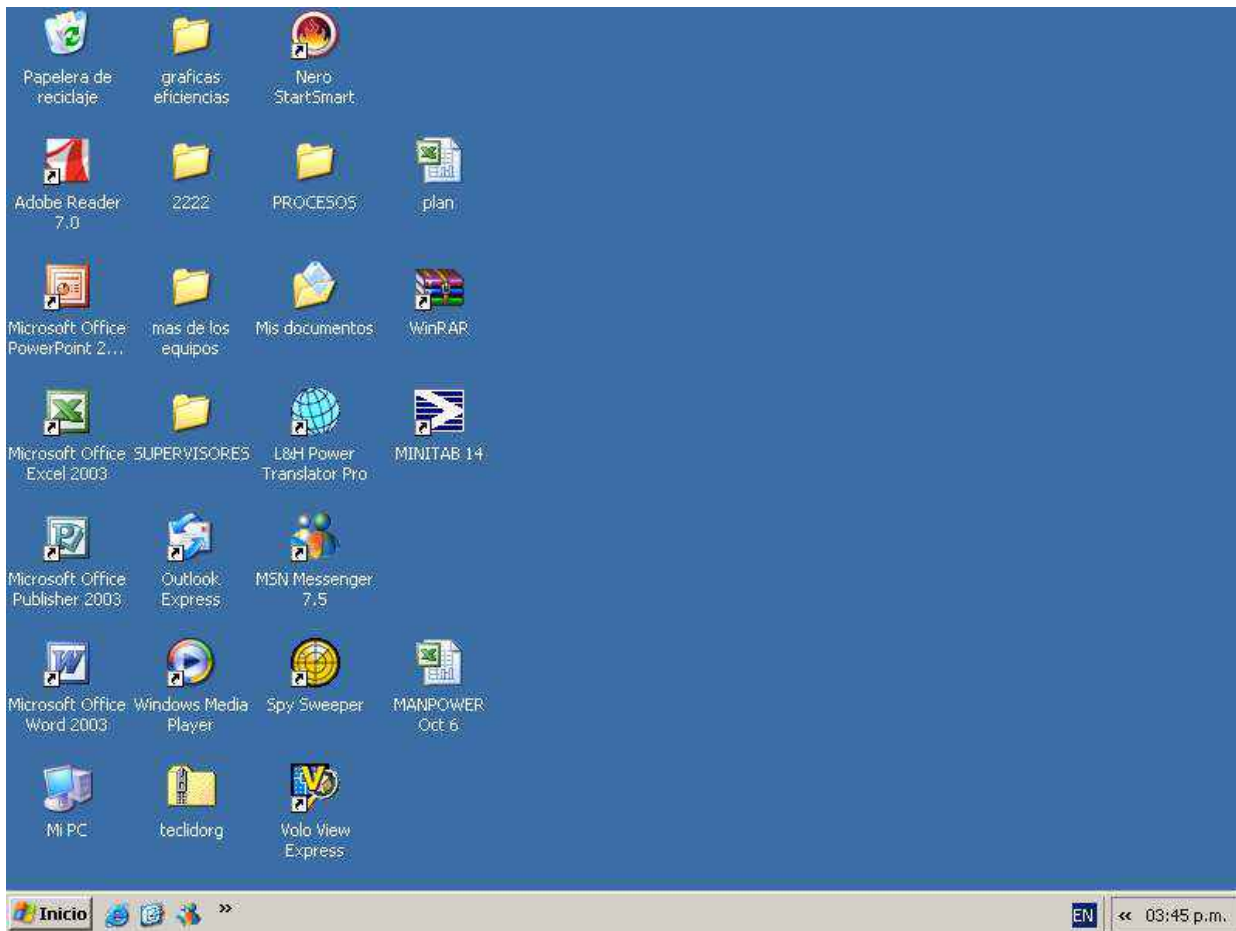 Papelera de
reciclaje
graficas
eficiencias
Nero
StartSmart
Adobe Reader
7.0
2222
PROCESOS
plan
Microsoft Office
PowerPoint 2...
mas de los
equipos
Mis documentos
WinRAR
Microsoft Office
Excel 2003
SUPERVISORES
L&H Power
Translator Pro
MINITAB 14
Microsoft Office
Publisher 2003
Outlook
Express
MSN Messenger
7.5
Microsoft Office
Word 2003
Windows Media
Player
Spy Sweeper
MANPOWER
Oct 6
Mi PC
teclidorg
Volo View
Express
Inicio
»
EN
« 03:45 p.m.